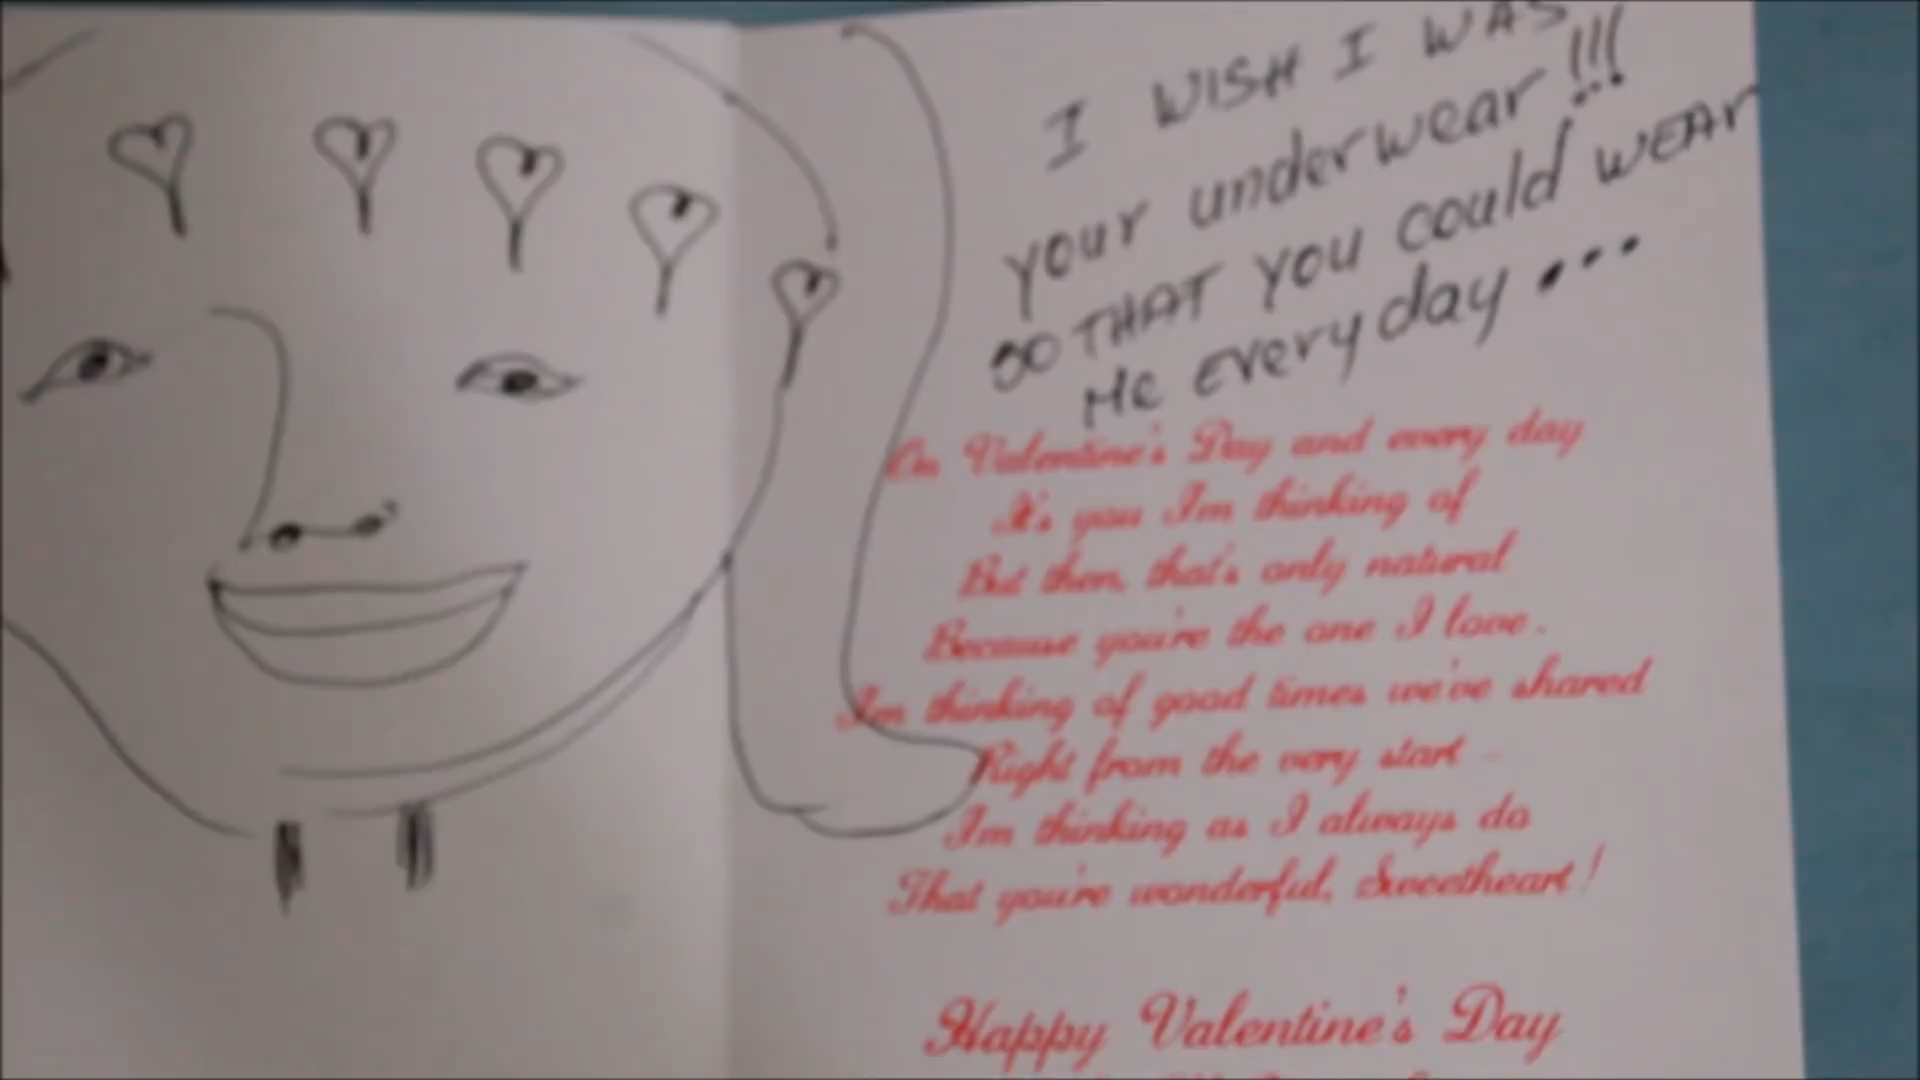 I WISH I WAS
your underwear!!!
SO THAT you could WEAr
Me every day...
On Valentine's Day and every day
It's you I'm thinking of
But then, that's only natural
Because you're the one I love.
I'm thinking of good times we've shared
Right from the very start -
I'm thinking as I always do
That you're wonderful, Sweetheart!
Happy Valentine's Day